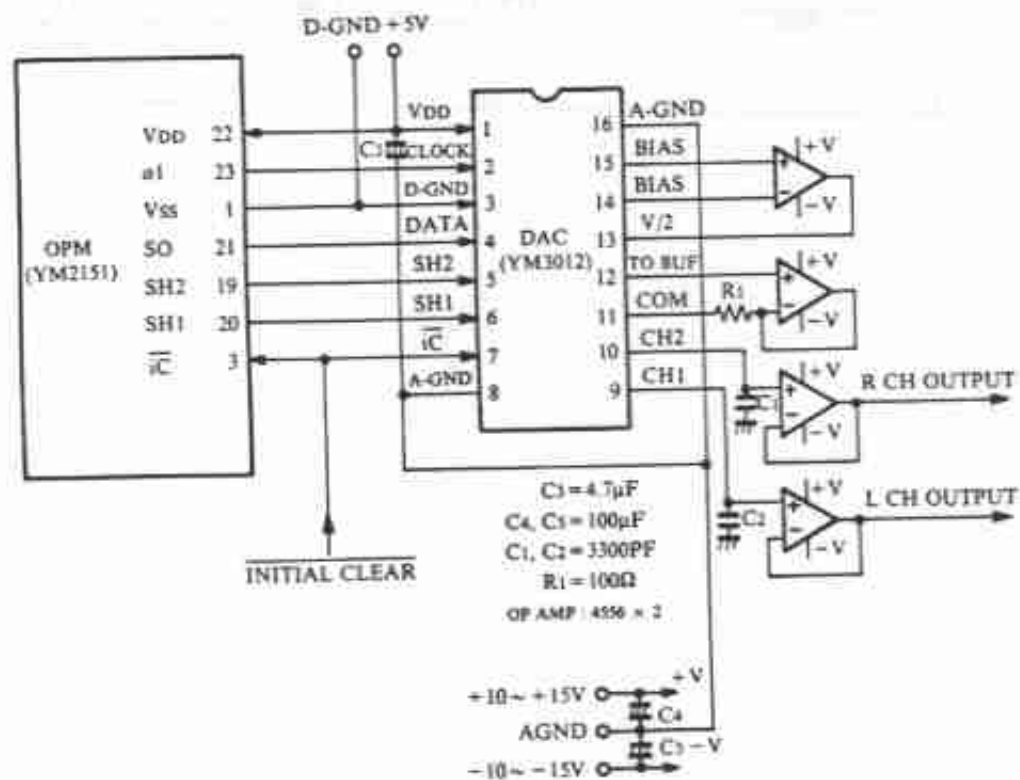 D-GND +5V
OPM
(YM2151)
VDD 22
ø1 23
VSS 1
SO 21
SH2 19
SH1 20
iC 3
VDD
C3
CLOCK
D-GND
DATA
SH2
SH1
iC
A-GND
1
2
3
4
5
6
7
8
DAC
(YM3012)
16
15
14
13
12
11
10
9
A-GND
BIAS
BIAS
V/2
TO BUF
COM
CH2
CH1
R1
C1
C2
+V
+
−
−V
+V
+
−
−V
+V
+
−
−V
R CH OUTPUT
+V
+
−
−V
L CH OUTPUT
INITIAL CLEAR
C3=4.7µF
C4, C5=100µF
C1, C2=3300PF
R1=100Ω
OP AMP : 4556 × 2
+10~+15V
+V
C4
AGND
−V
−10~−15V